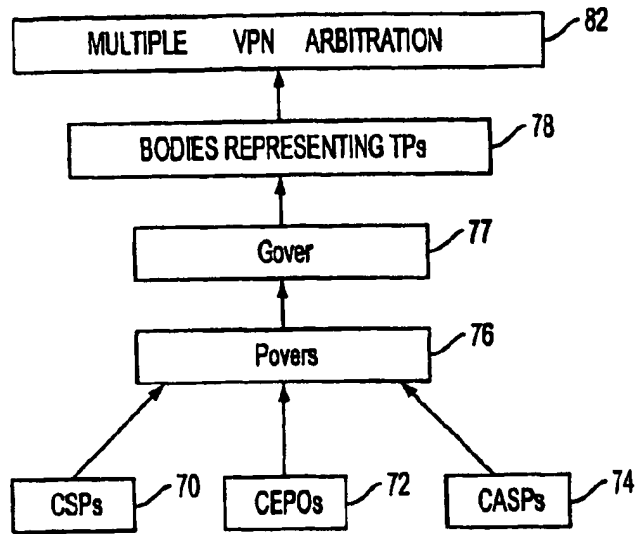 MULTIPLE VPN ARBITRATION 82
BODIES REPRESENTING TPs 78
Gover 77
Povers 76
CSPs 70 CEPOs 72 CASPs 74